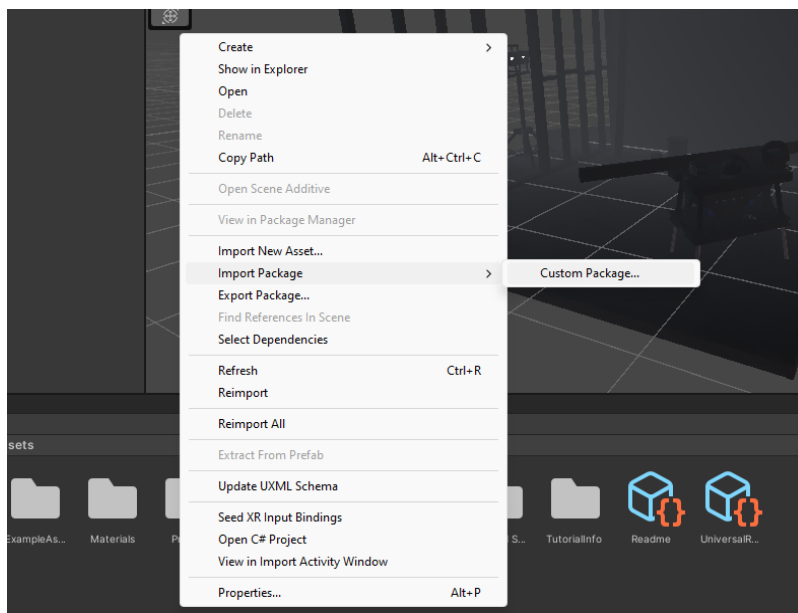 Create
Show in Explorer
Open
Delete
Rename
Copy Path Alt+Ctrl+C
Open Scene Additive
View in Package Manager
Import New Asset...
Import Package
Custom Package...
Export Package...
Find References In Scene
Select Dependencies
Refresh Ctrl+R
Reimport
Reimport All
Extract From Prefab
Update UXML Schema
Seed XR Input Bindings
Open C# Project
View in Import Activity Window
Properties... Alt+P
sets
ExampleAs... Materials TutorialInfo Readme UniversalR...